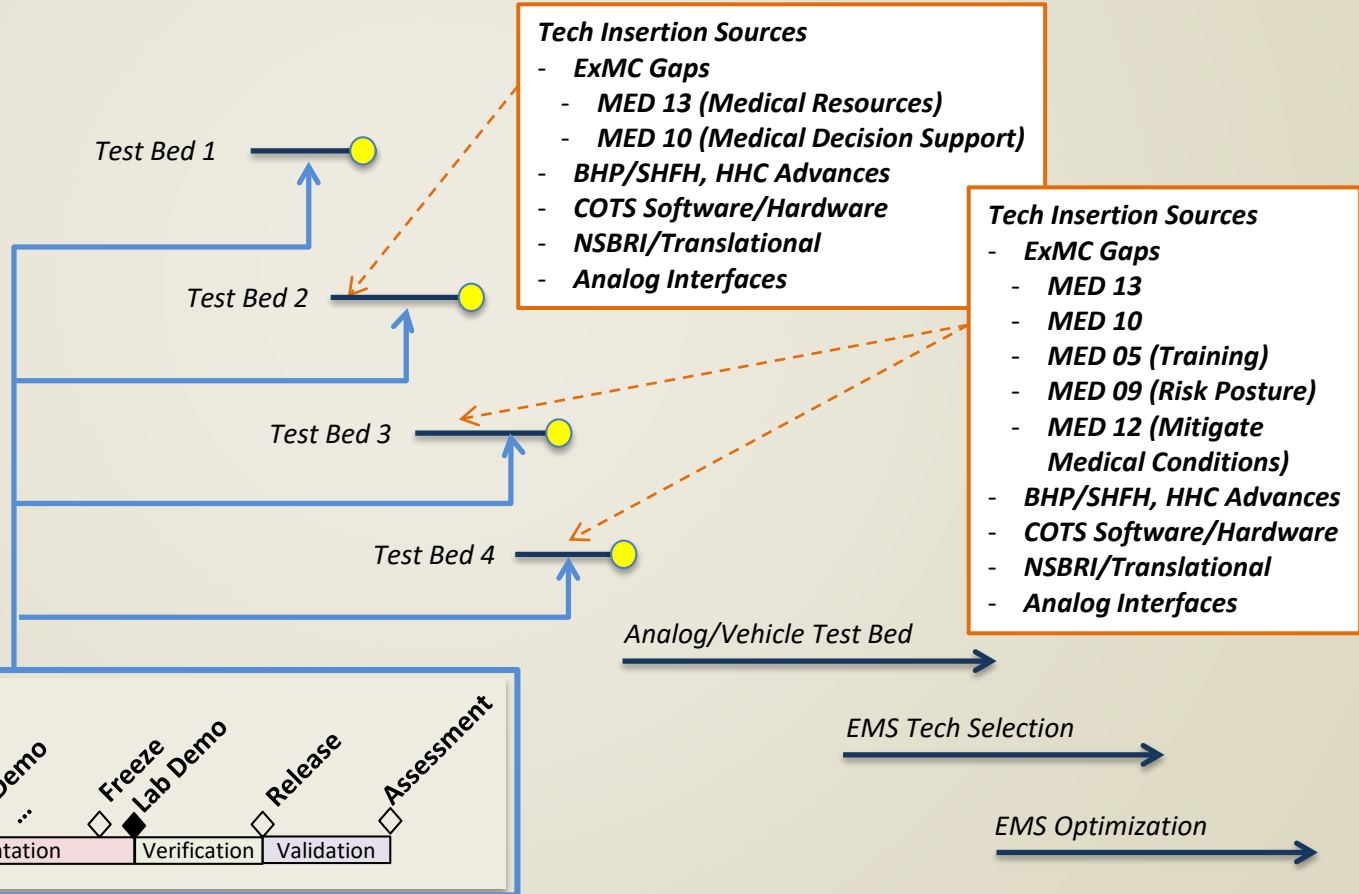 Tech Insertion Sources
- ExMC Gaps
- MED 13 (Medical Resources)
- MED 10 (Medical Decision Support)
- BHP/SHFH, HHC Advances
- COTS Software/Hardware
- NSBRI/Translational
- Analog Interfaces
Tech Insertion Sources
- ExMC Gaps
- MED 13
- MED 10
- MED 05 (Training)
- MED 09 (Risk Posture)
- MED 12 (Mitigate
Medical Conditions)
- BHP/SHFH, HHC Advances
- COTS Software/Hardware
- NSBRI/Translational
- Analog Interfaces
Test Bed 1
Test Bed 2
Test Bed 3
Test Bed 4
Analog/Vehicle Test Bed
EMS Tech Selection
EMS Optimization
Demo
...
Freeze
Lab Demo
Release
Assessment
ntation
Verification
Validation